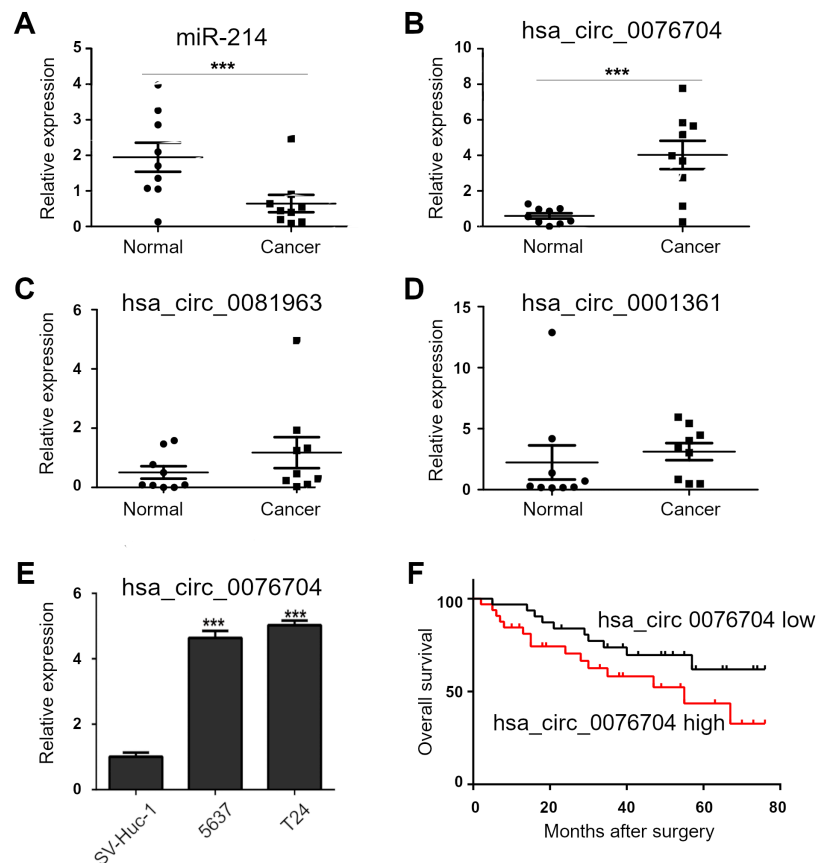 A
miR-214
***
Relative expression
5
4
3
2
1
0
Normal Cancer
B
hsa_circ_0076704
***
Relative expression
10
8
6
4
2
0
Normal Cancer
C
hsa_circ_0081963
Relative expression
6
4
2
0
Normal Cancer
D
hsa_circ_0001361
Relative expression
15
10
5
0
Normal Cancer
E
hsa_circ_0076704
*** ***
Relative expression
6
4
2
0
SV-Huc-1 5637 T24
F
Overall survival
100
50
0
hsa_circ 0076704 low
hsa_circ_0076704 high
0 20 40 60 80
Months after surgery